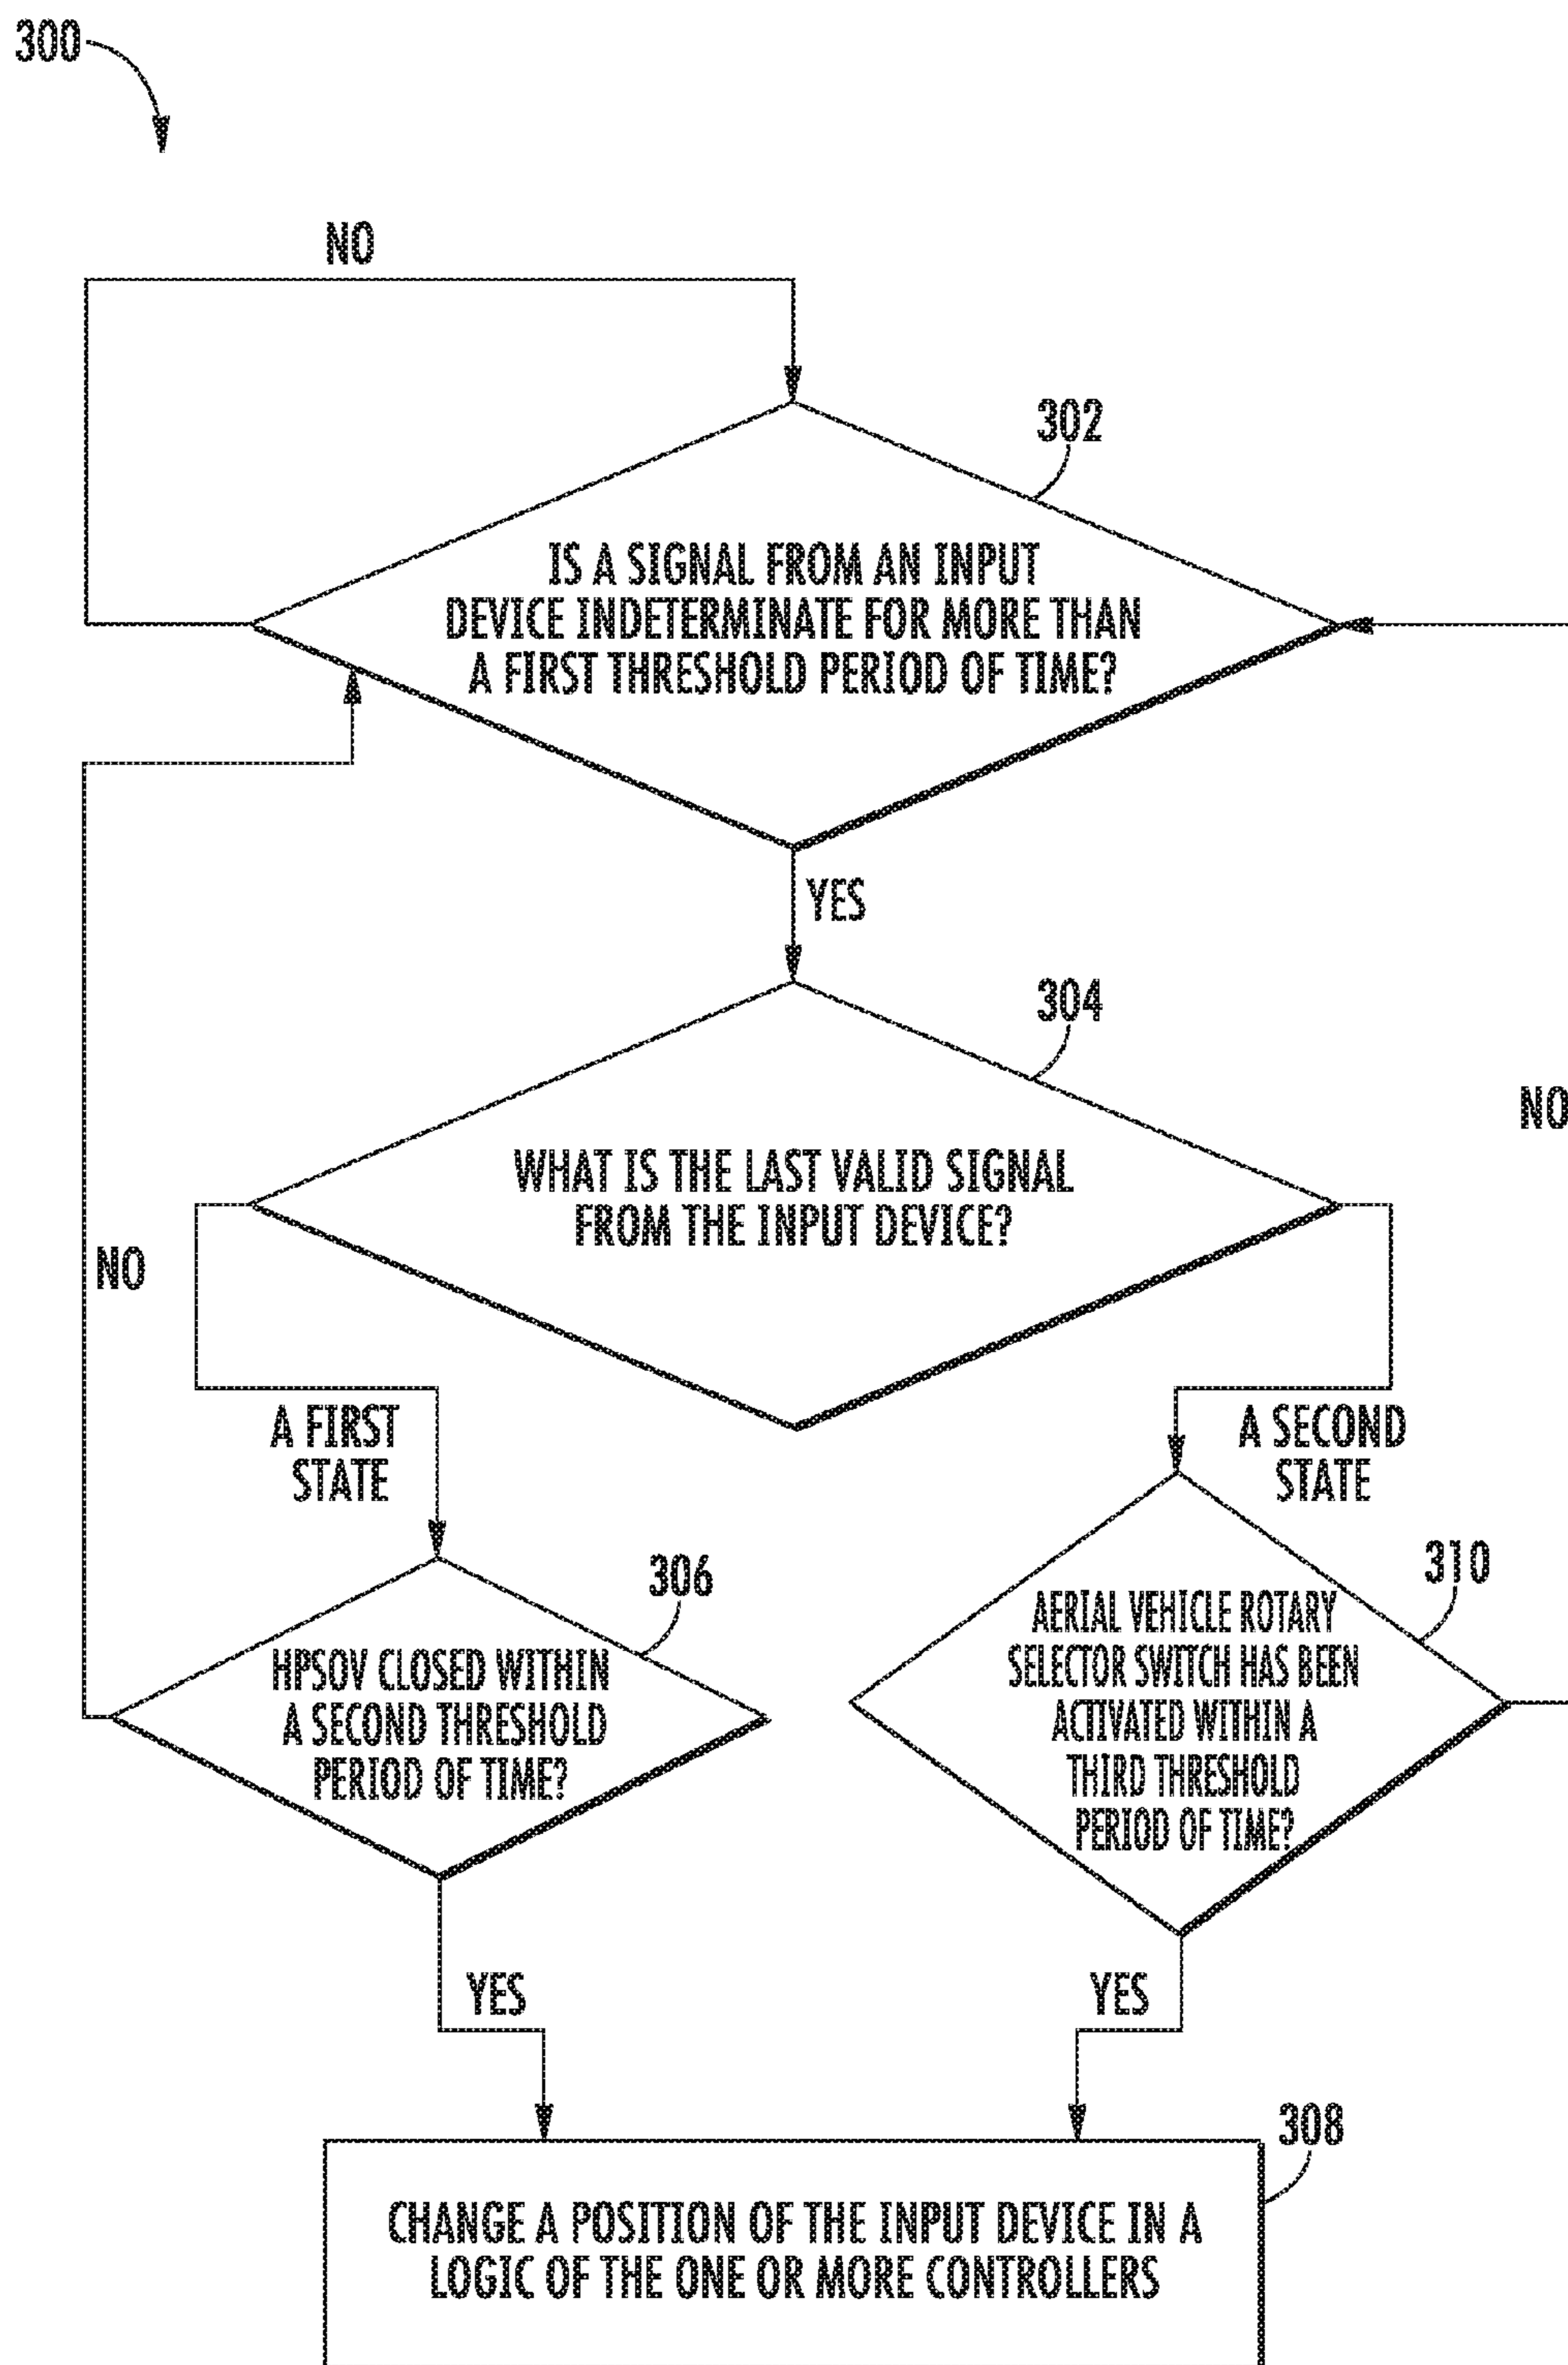 300
NO
302
IS A SIGNAL FROM AN INPUT
DEVICE INDETERMINATE FOR MORE THAN
A FIRST THRESHOLD PERIOD OF TIME?
YES
304
NO
WHAT IS THE LAST VALID SIGNAL
FROM THE INPUT DEVICE?
NO
A FIRST
STATE
A SECOND
STATE
306
HPSOV CLOSED WITHIN
A SECOND THRESHOLD
PERIOD OF TIME?
310
AERIAL VEHICLE ROTARY
SELECTOR SWITCH HAS BEEN
ACTIVATED WITHIN A
THIRD THRESHOLD
PERIOD OF TIME?
YES
YES
308
CHANGE A POSITION OF THE INPUT DEVICE IN A
LOGIC OF THE ONE OR MORE CONTROLLERS